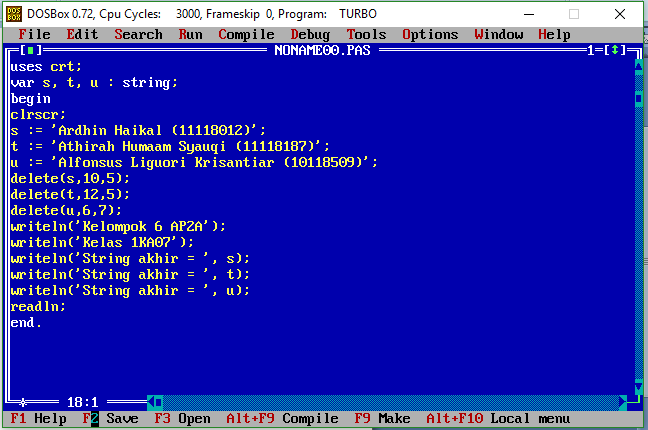 DOSBox 0.72, Cpu Cycles: 3000, Frameskip 0, Program: TURBO
File Edit Search Run Compile Debug Tools Options Window Help
[■] NONAME00.PAS 1=[↕]
uses crt;
var s, t, u : string;
begin
clrscr;
s := 'Ardhin Haikal (11118012)';
t := 'Athirah Humaam Syauqi (11118187)';
u := 'Alfonsus Liguori Krisantiar (10118509)';
delete(s,10,5);
delete(t,12,5);
delete(u,6,7);
writeln('Kelompok 6 AP2A');
writeln('Kelas 1KA07');
writeln('String akhir = ', s);
writeln('String akhir = ', t);
writeln('String akhir = ', u);
readln;
end.
18:1
F1 Help F2 Save F3 Open Alt+F9 Compile F9 Make Alt+F10 Local menu